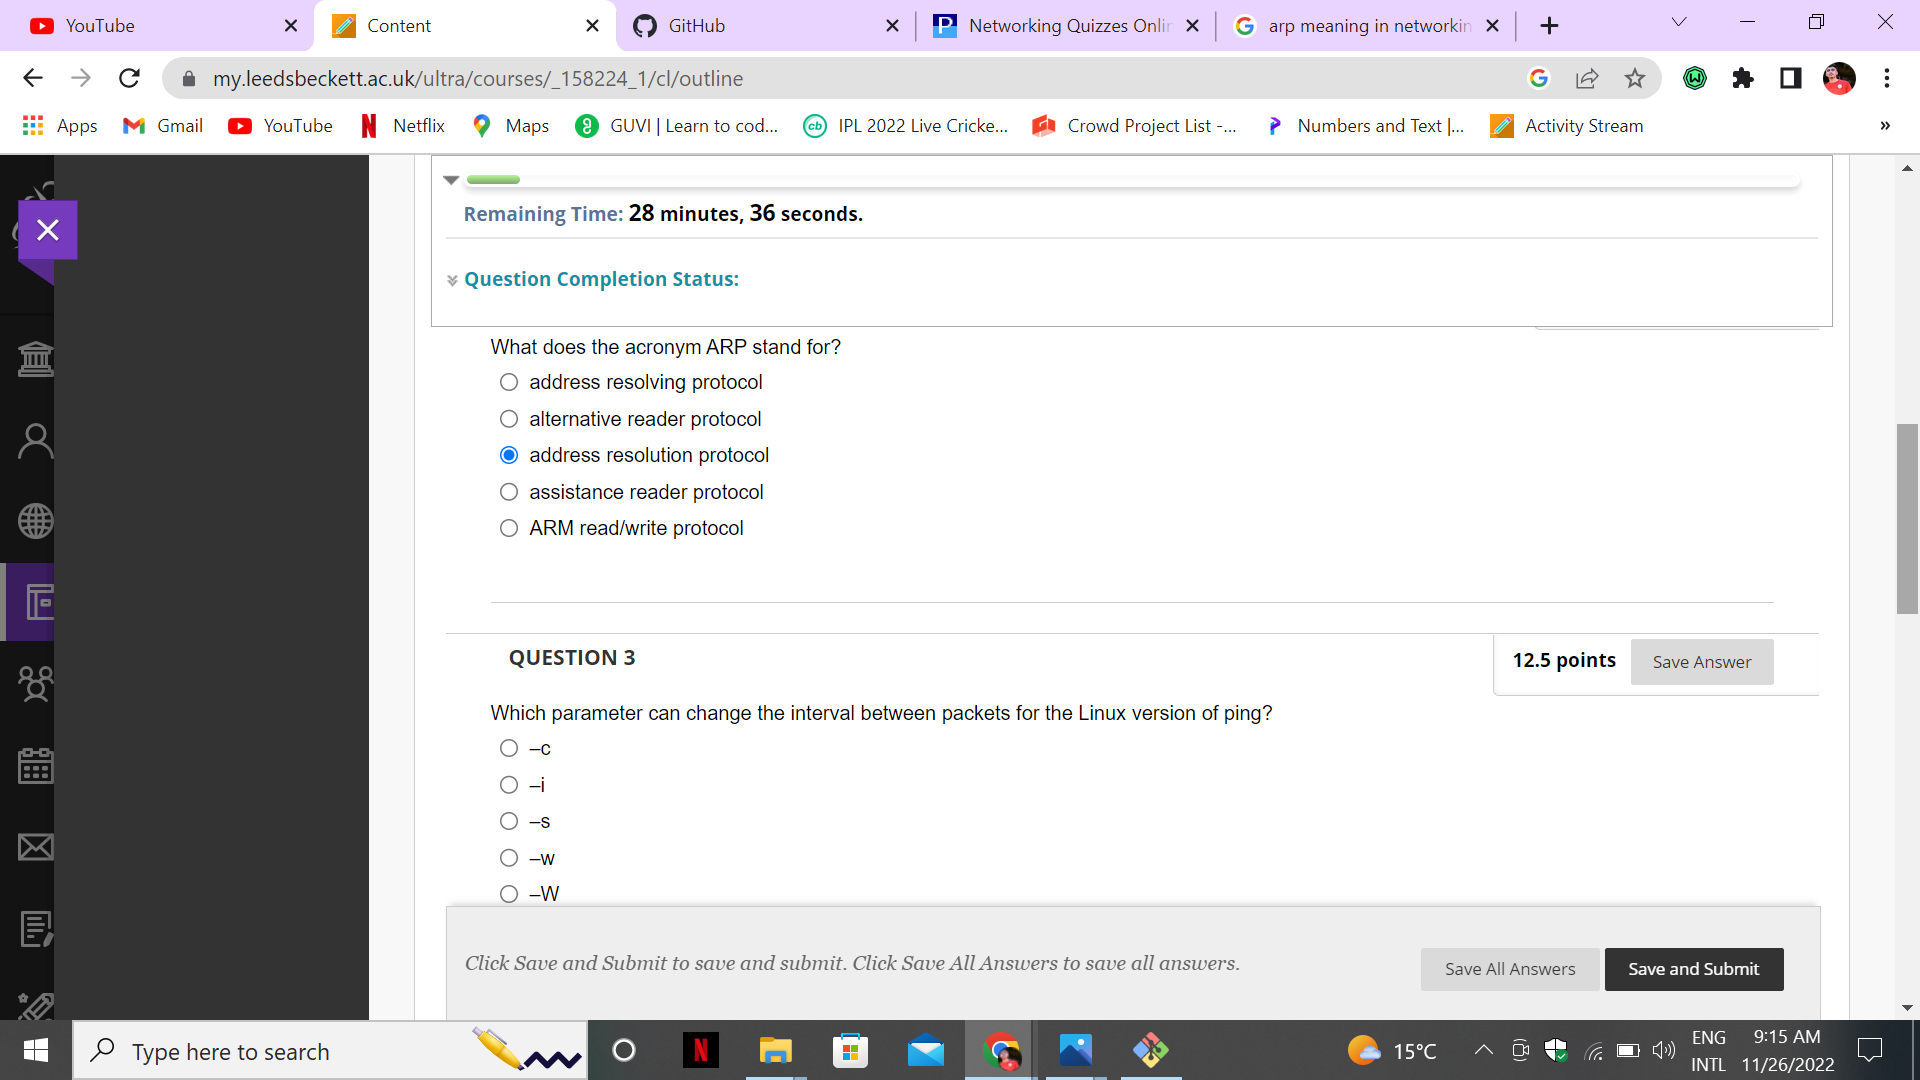 YouTube
Content
GitHub
Networking Quizzes Onlin
arp meaning in networkin
my.leedsbeckett.ac.uk/ultra/courses/_158224_1/cl/outline
Apps
Gmail
YouTube
Netflix
Maps
GUVI | Learn to cod...
IPL 2022 Live Cricke...
Crowd Project List -...
Numbers and Text |...
Activity Stream
»
Remaining Time: 28 minutes, 36 seconds.
Question Completion Status:
What does the acronym ARP stand for?
address resolving protocol
alternative reader protocol
address resolution protocol
assistance reader protocol
ARM read/write protocol
QUESTION 3
12.5 points
Save Answer
Which parameter can change the interval between packets for the Linux version of ping?
–c
–i
–s
–w
–W
Click Save and Submit to save and submit. Click Save All Answers to save all answers.
Save All Answers
Save and Submit
Type here to search
15°C
ENG
INTL
9:15 AM
11/26/2022